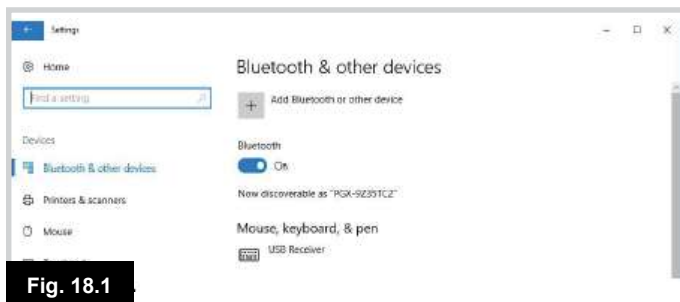 Settings
Home
Bluetooth & other devices
Find a setting
Add Bluetooth or other device
Devices
Bluetooth
Bluetooth & other devices
On
Now discoverable as "PGX-9235TCZ"
Printers & scanners
Mouse, keyboard, & pen
Mouse
USB Receiver
Fig. 18.1